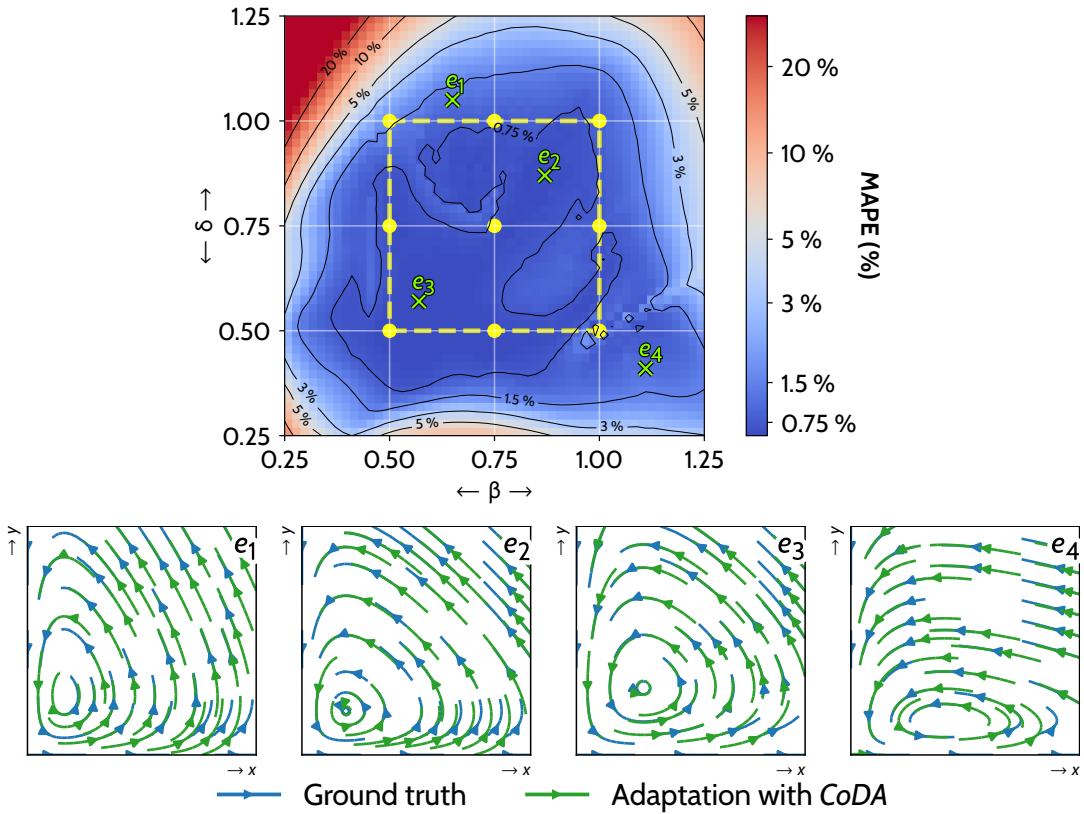 1.25
1.00
0.75
0.50
0.25
← δ →
0.25
0.50
0.75
1.00
1.25
← β →
20 %
10 %
5 %
5 %
3 %
0.75 %
3 %
5 %
1.5 %
5 %
3 %
e1
e2
e3
e4
20 %
10 %
5 %
3 %
1.5 %
0.75 %
MAPE (%)
→ y
e1
→ x
→ y
e2
→ x
→ y
e3
→ x
→ y
e4
→ x
Ground truth
Adaptation with CoDA